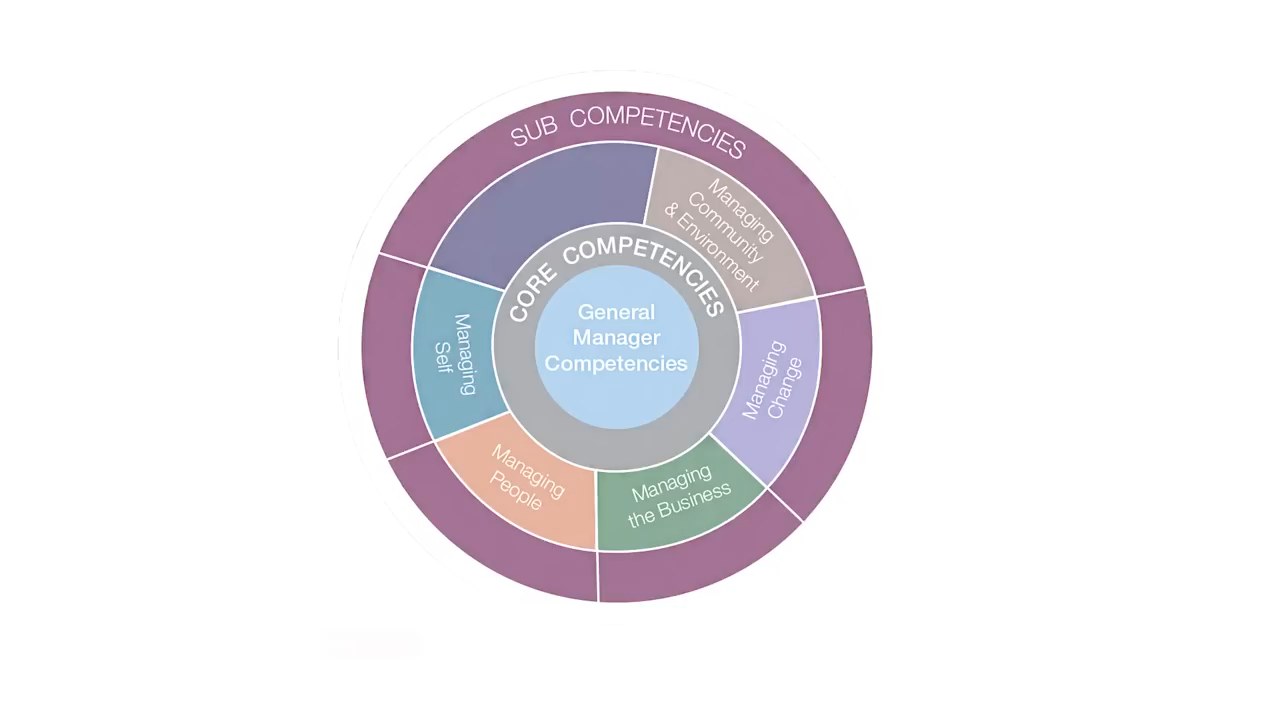 SUB COMPETENCIES
Managing
Community
& Environment
CORE COMPETENCIES
General
Manager
Competencies
Managing
Self
Managing
Change
Managing
People
Managing
the Business